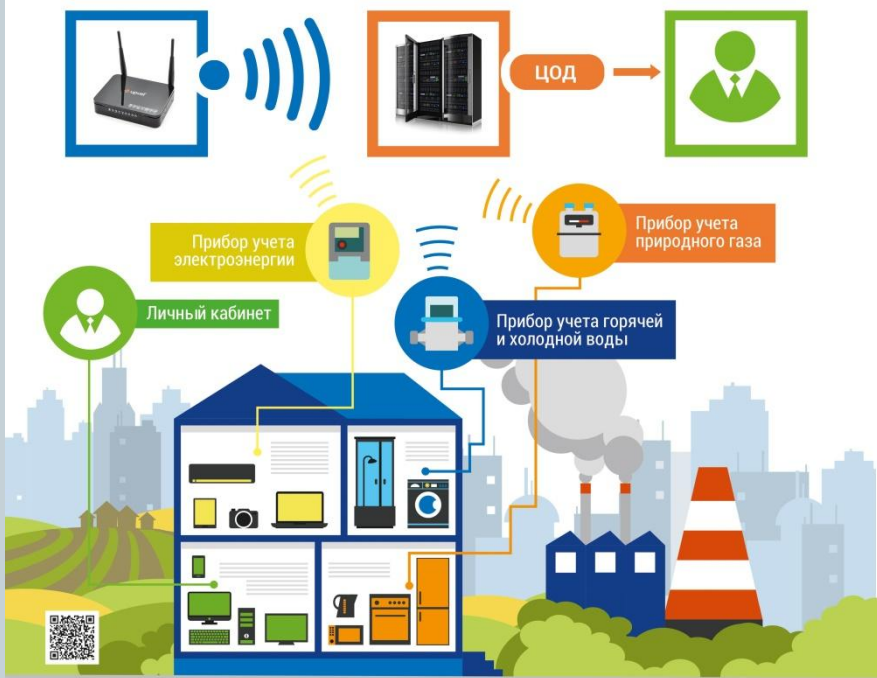 ЦОД
Прибор учета
электроэнергии
Прибор учета
природного газа
Личный кабинет
Прибор учета горячей
и холодной воды